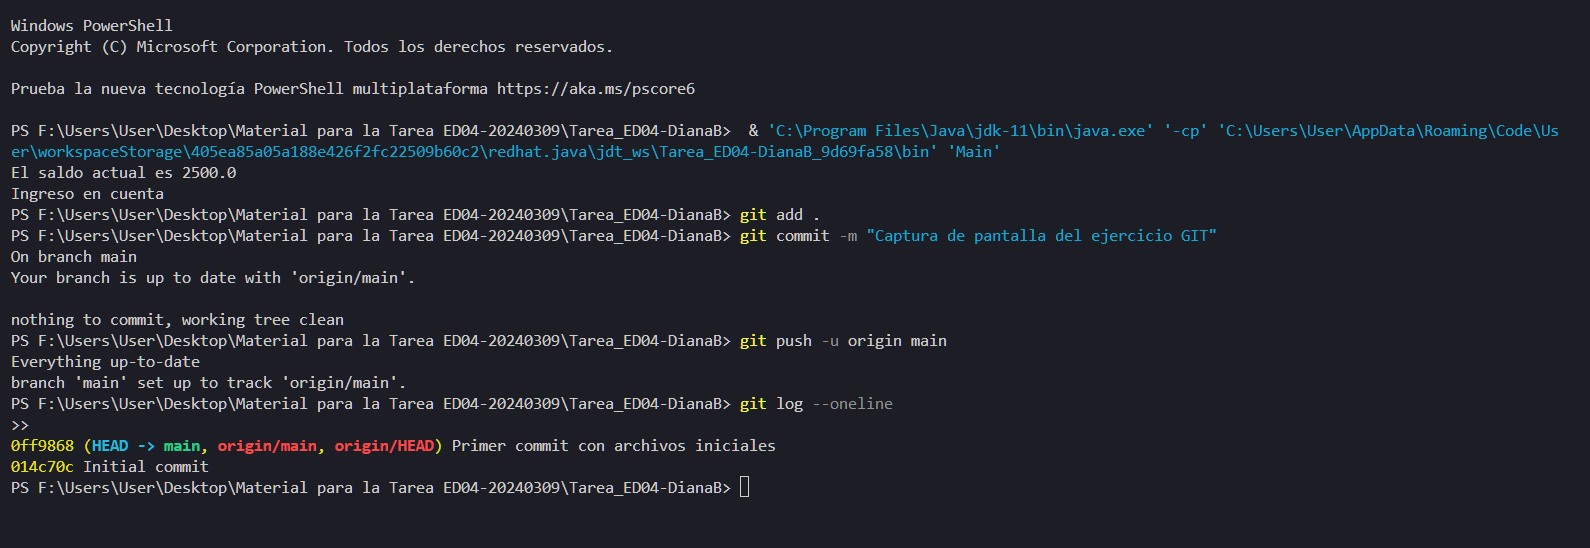 Windows PowerShell
Copyright (C) Microsoft Corporation. Todos los derechos reservados.
Prueba la nueva tecnología PowerShell multiplataforma https://aka.ms/pscore6
PS F:\Users\User\Desktop\Material para la Tarea ED04-20240309\Tarea_ED04-DianaB>  & 'C:\Program Files\Java\jdk-11\bin\java.exe' '-cp' 'C:\Users\User\AppData\Roaming\Code\Us
er\workspaceStorage\405ea85a05a188e426f2fc22509b60c2\redhat.java\jdt_ws\Tarea_ED04-DianaB_9d69fa58\bin' 'Main'
El saldo actual es 2500.0
Ingreso en cuenta
PS F:\Users\User\Desktop\Material para la Tarea ED04-20240309\Tarea_ED04-DianaB> git add .
PS F:\Users\User\Desktop\Material para la Tarea ED04-20240309\Tarea_ED04-DianaB> git commit -m "Captura de pantalla del ejercicio GIT"
On branch main
Your branch is up to date with 'origin/main'.
nothing to commit, working tree clean
PS F:\Users\User\Desktop\Material para la Tarea ED04-20240309\Tarea_ED04-DianaB> git push -u origin main
Everything up-to-date
branch 'main' set up to track 'origin/main'.
PS F:\Users\User\Desktop\Material para la Tarea ED04-20240309\Tarea_ED04-DianaB> git log --oneline
>>
0ff9868 (HEAD -> main, origin/main, origin/HEAD) Primer commit con archivos iniciales
014c70c Initial commit
PS F:\Users\User\Desktop\Material para la Tarea ED04-20240309\Tarea_ED04-DianaB>